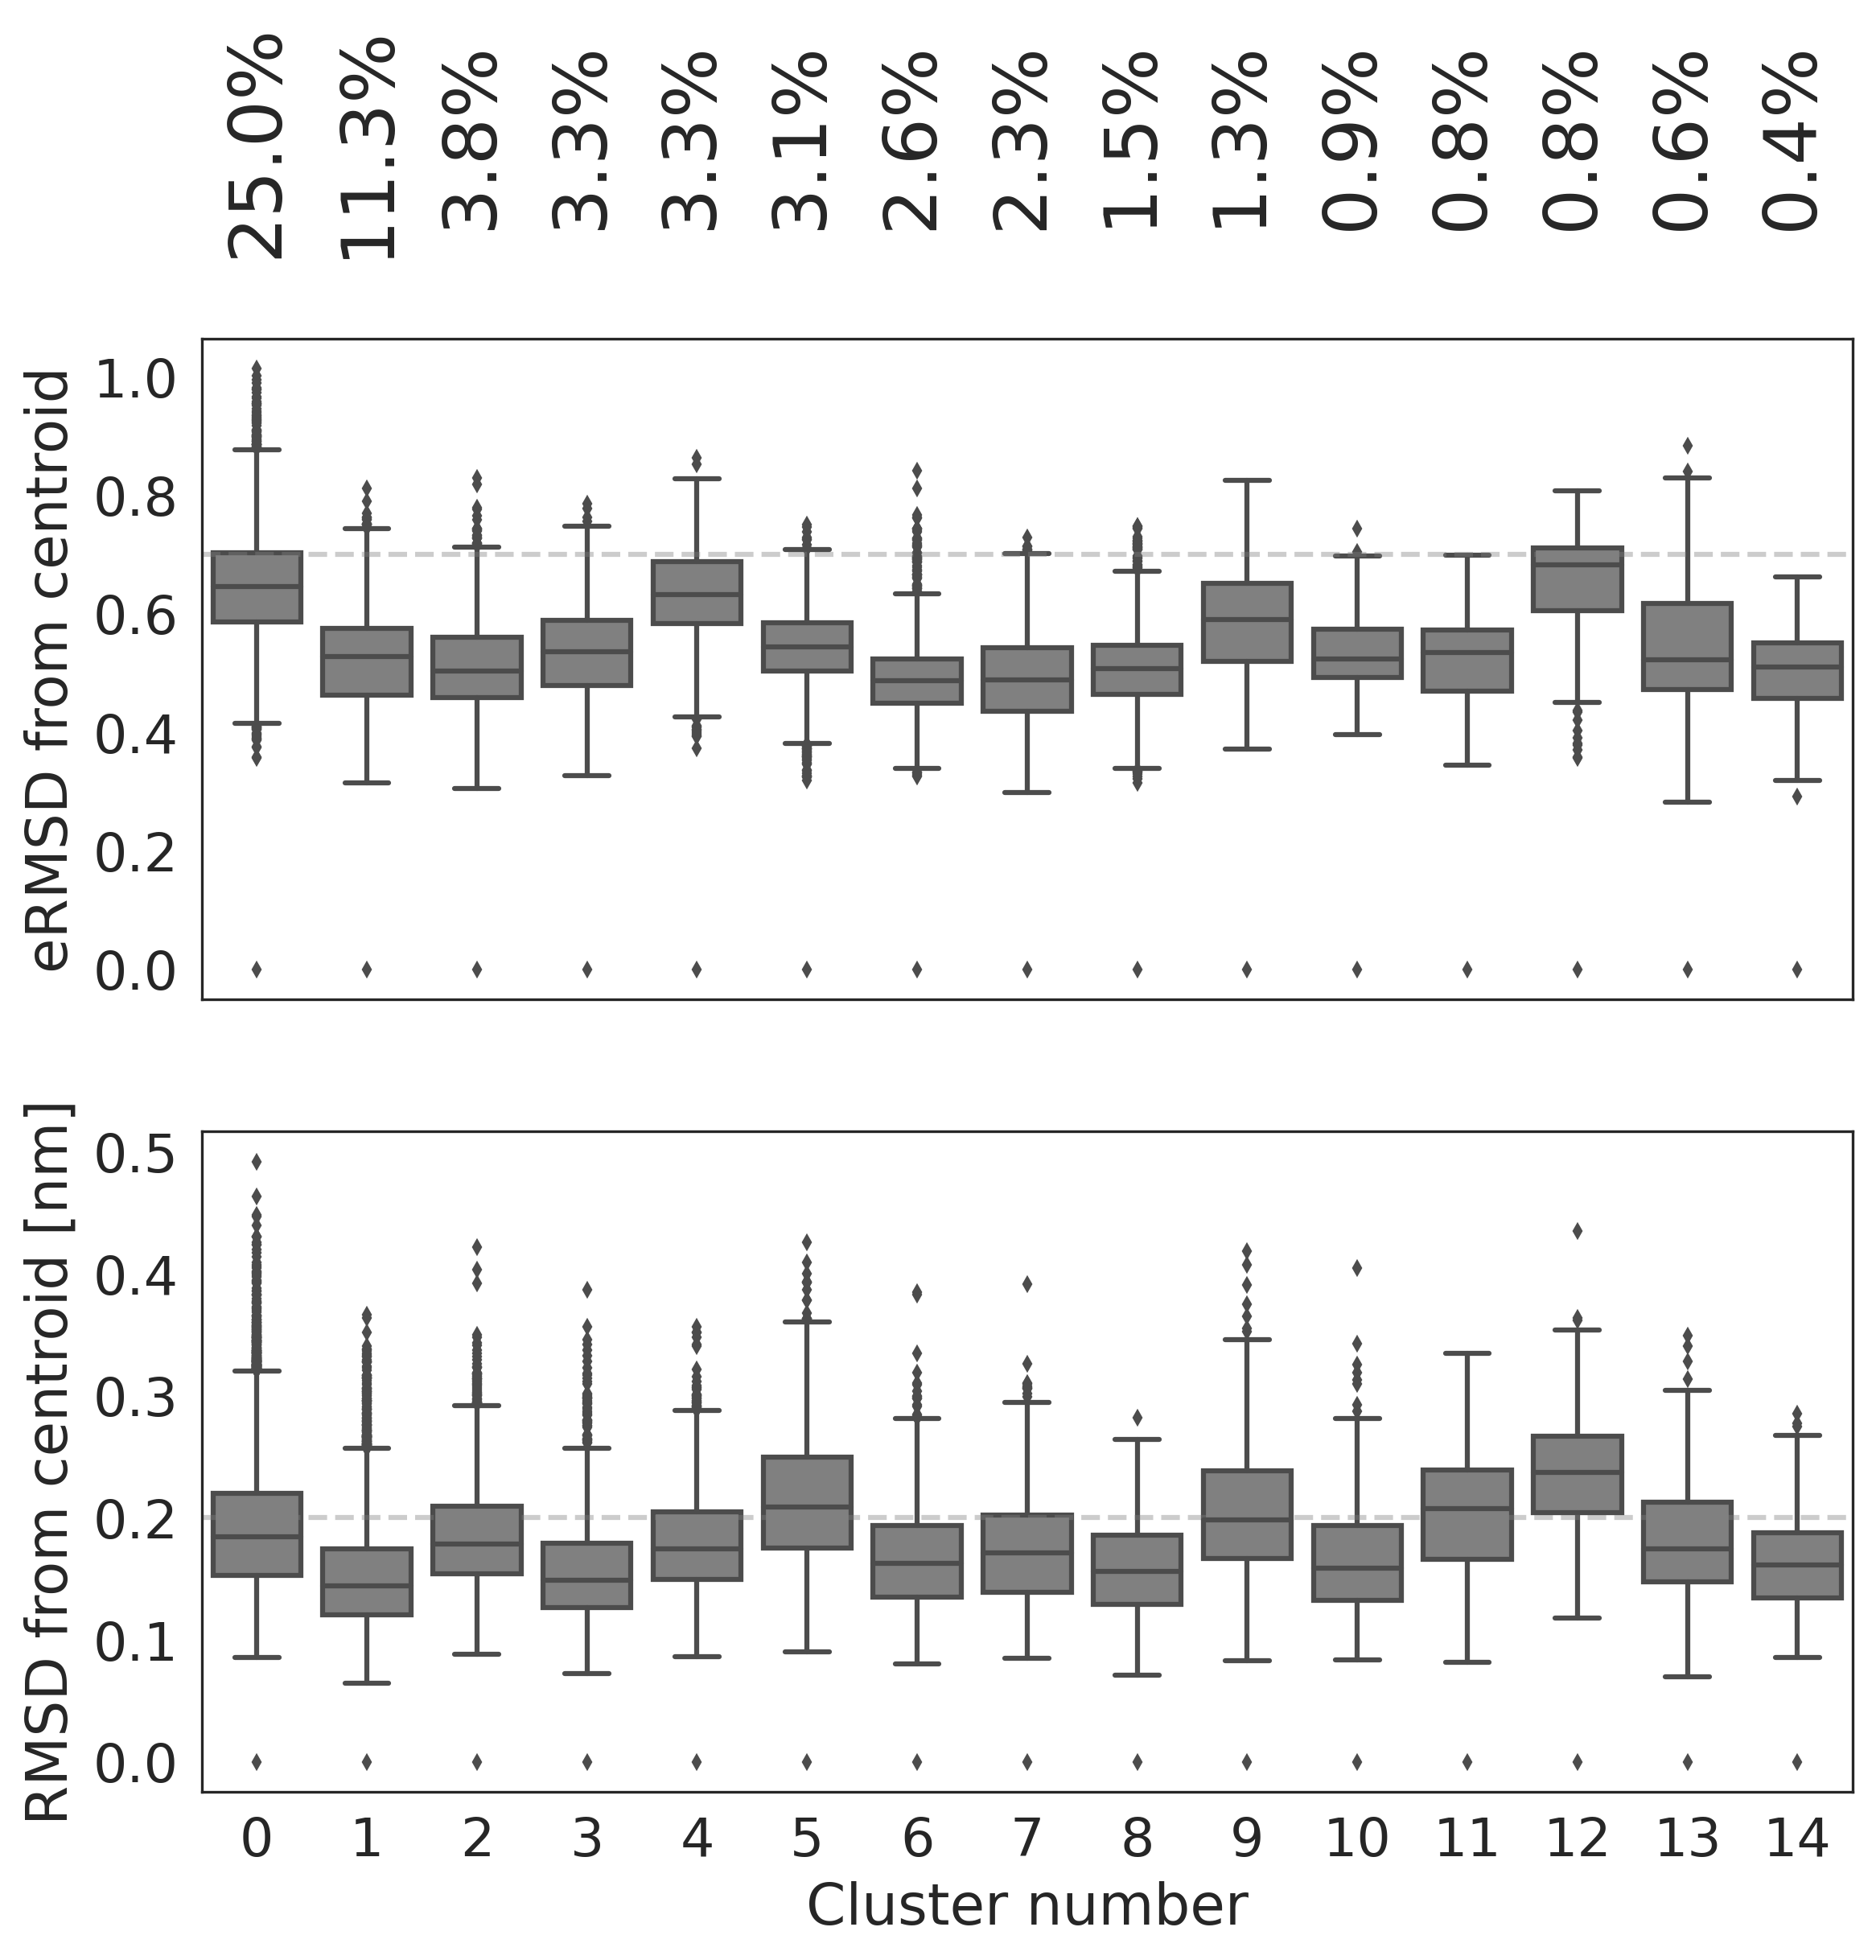 25.0% 11.3% 3.8% 3.3% 3.3% 3.1% 2.6% 2.3% 1.5% 1.3% 0.9% 0.8% 0.8% 0.6% 0.4%
eRMSD from centroid
1.0
0.8
0.6
0.4
0.2
0.0
RMSD from centroid [nm]
0.5
0.4
0.3
0.2
0.1
0.0
0 1 2 3 4 5 6 7 8 9 10 11 12 13 14
Cluster number